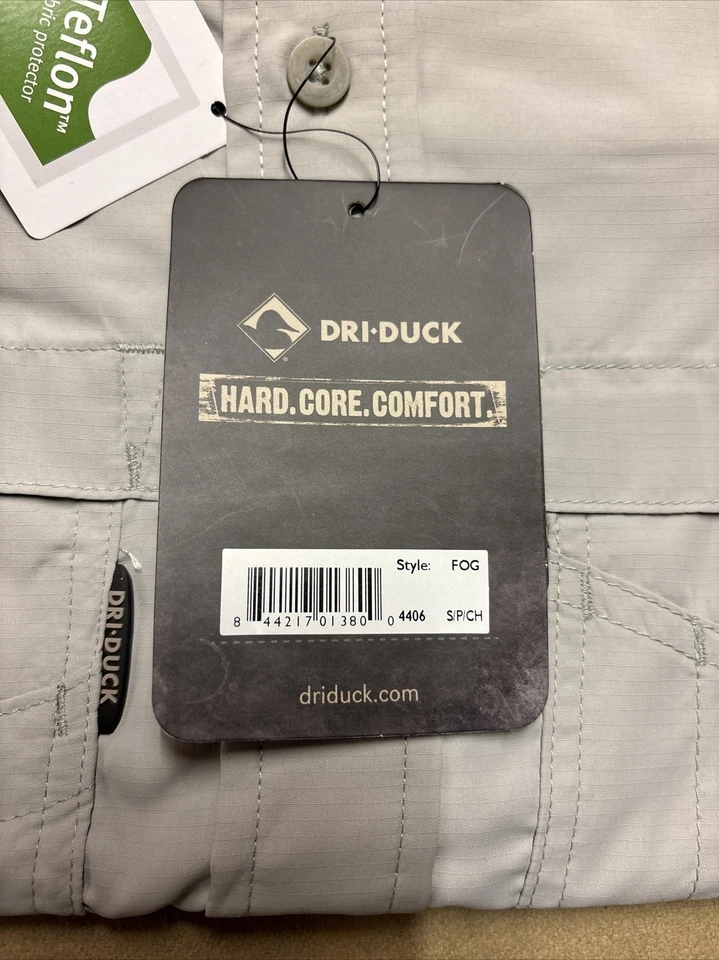 Teflon™
fabric protector
DRI•DUCK
®
HARD.CORE.COMFORT.
Style: FOG
8 44217 01380 0 4406 S/P/CH
driduck.com
DRI•DUCK